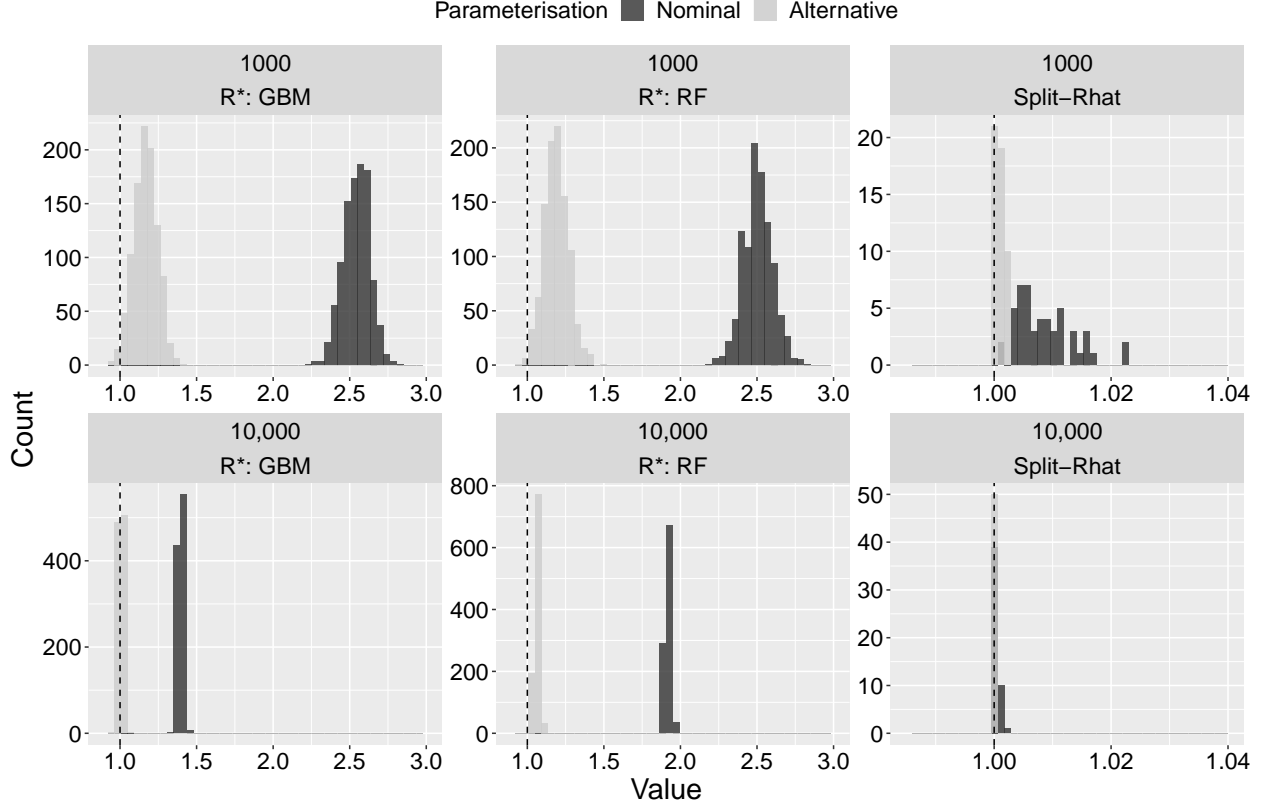 Parameterisation Nominal Alternative
1000 1000 1000
R*: GBM R*: RF Split−Rhat
200 200 20
150 150 15
100 100 10
50 50 5
0 0 0
1.0 1.5 2.0 2.5 3.0 1.0 1.5 2.0 2.5 3.0 1.00 1.02 1.04
Count
10,000 10,000 10,000
R*: GBM R*: RF Split−Rhat
800 50
400 600 40
400 30
200 20
200 10
0 0 0
1.0 1.5 2.0 2.5 3.0 1.0 1.5 2.0 2.5 3.0 1.00 1.02 1.04
Value